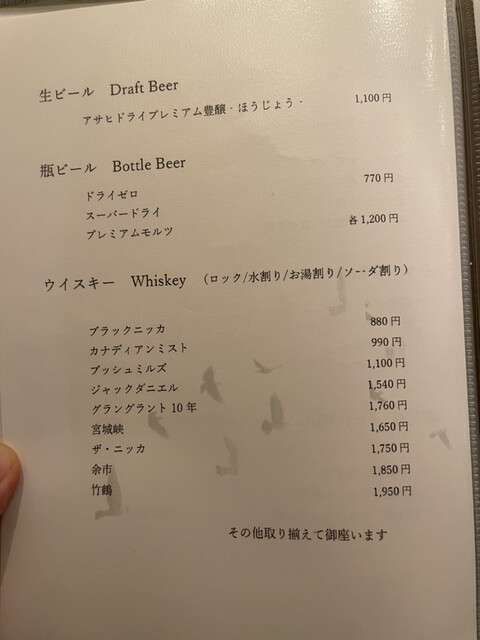 生ビール Draft Beer
アサヒドライプレミアム豊醸 - ほうじょう - 1,100円
瓶ビール Bottle Beer
ドライゼロ 770円
スーパードライ
プレミアムモルツ 各1,200円
ウイスキー Whiskey (ロック/水割り/お湯割り/ソーダ割り)
ブラックニッカ 880円
カナディアンミスト 990円
ブッシュミルズ 1,100円
ジャックダニエル 1,540円
グラングラント10年 1,760円
宮城峡 1,650円
ザ・ニッカ 1,750円
余市 1,850円
竹鶴 1,950円
その他取り揃えて御座います